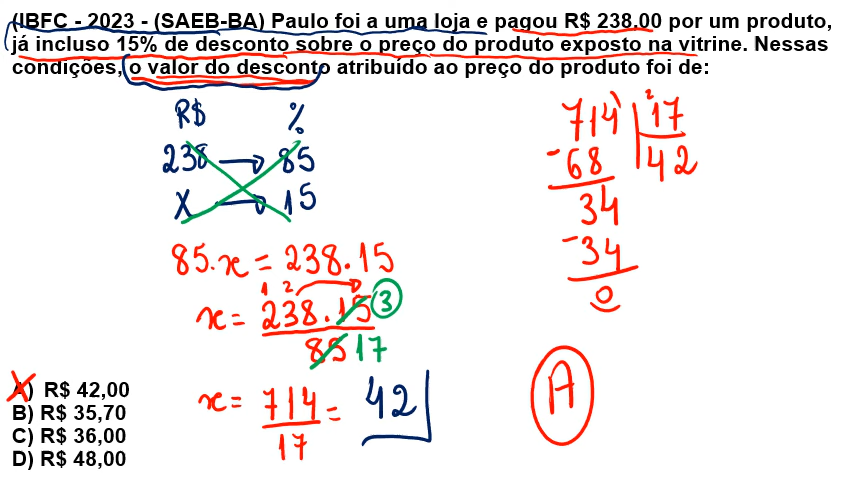 (IBFC - 2023 - (SAEB-BA) Paulo foi a uma loja e pagou R$ 238.00 por um produto,
já incluso 15% de desconto sobre o preço do produto exposto na vitrine. Nessas
condições, o valor do desconto atribuído ao preço do produto foi de:
R$ %
238 → 85
X → 15
85.x = 238.15
1 2
x = 238.15 3
85 17
x = 714 = 42
17
A) R$ 42,00
B) R$ 35,70
C) R$ 36,00
D) R$ 48,00
2
714 17
-68 42
34
-34
0
A